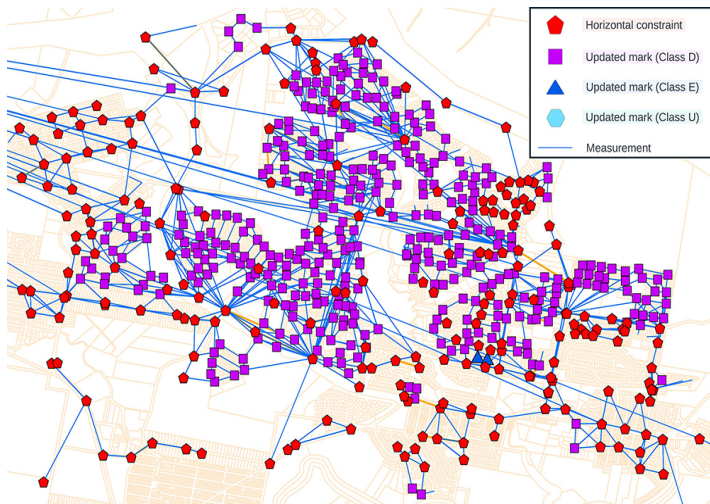 Horizontal constraint
Updated mark (Class D)
Updated mark (Class E)
Updated mark (Class U)
Measurement